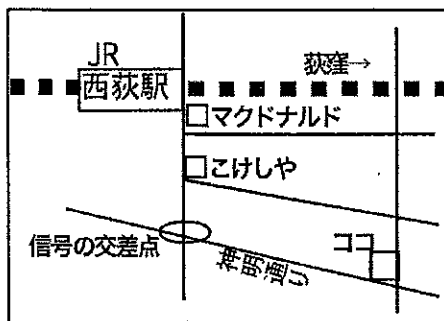 JR
西荻駅
荻窪→
マクドナルド
こけしや
信号の交差点
神明通り
ココ